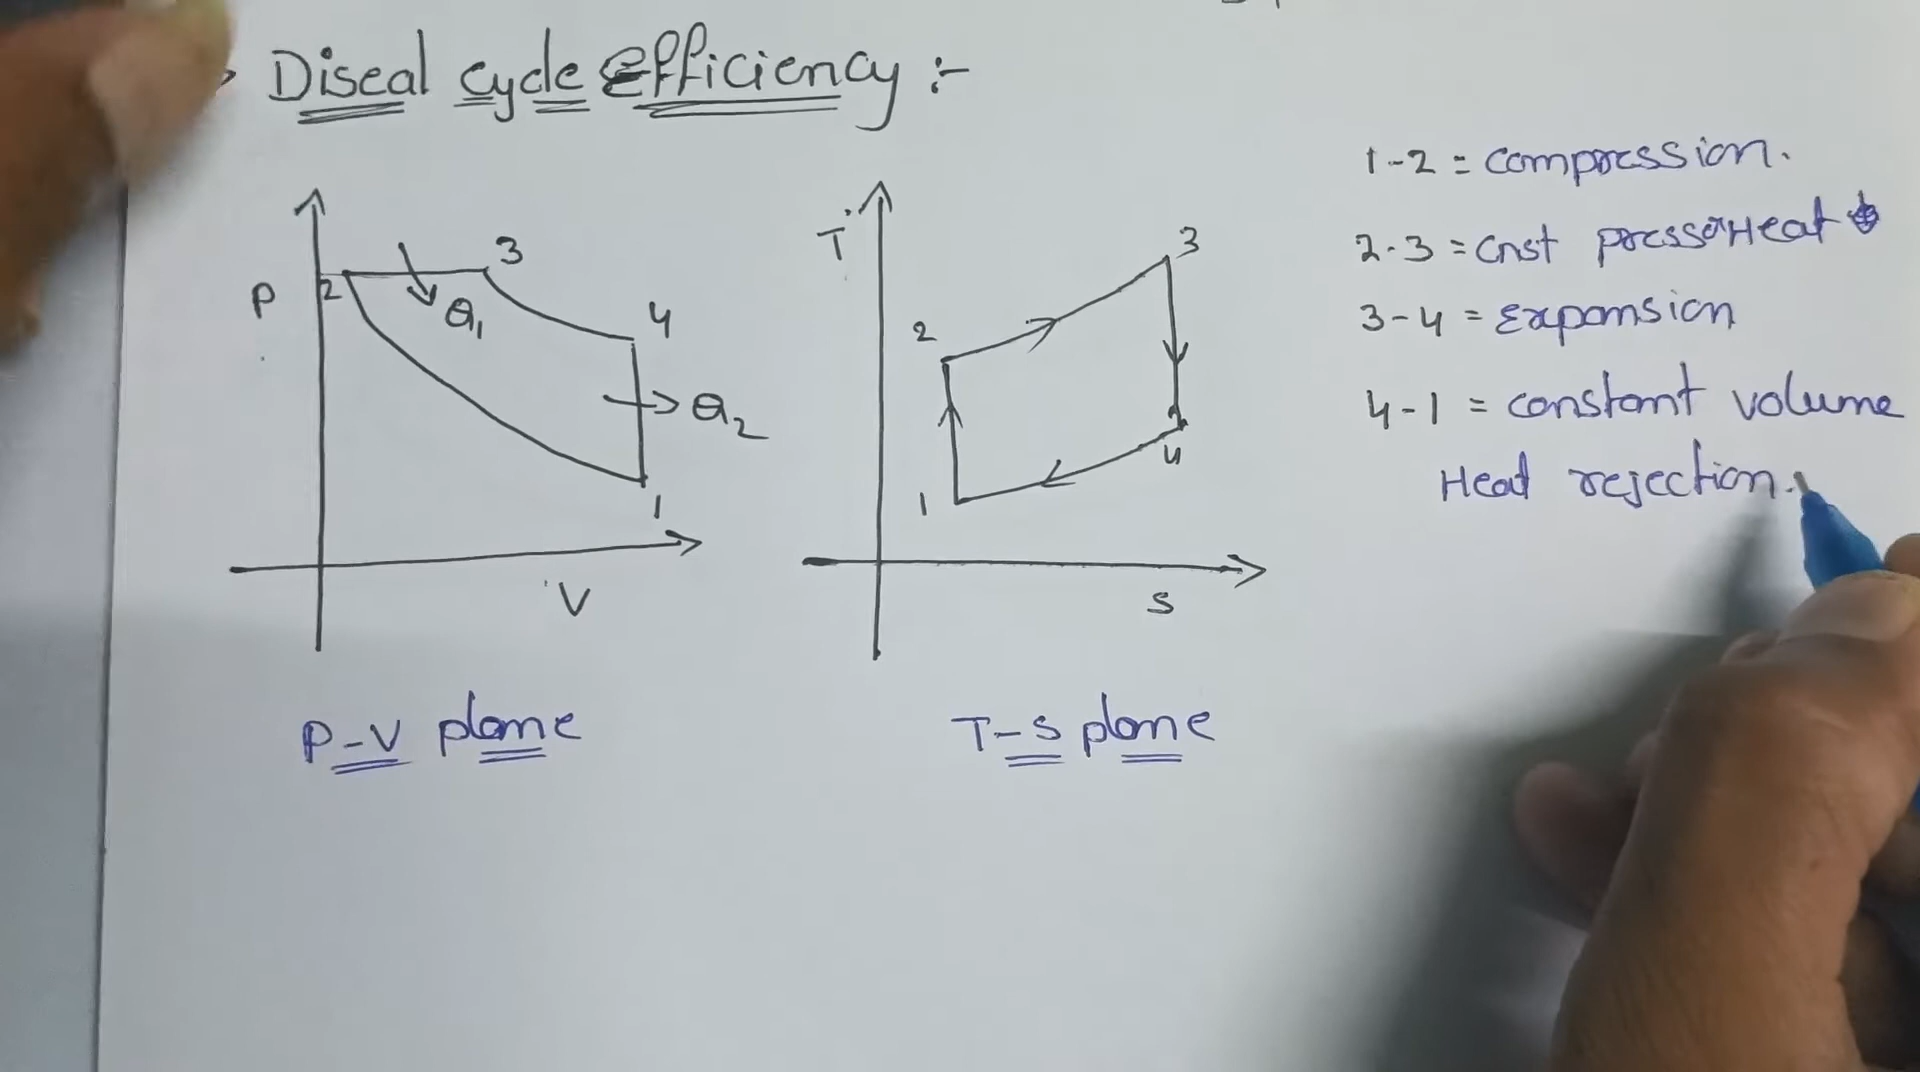 Diseal cycle efficiency :-
1-2 = compression.
2-3 = Cnst pressor Heat
3-4 = Expansion
4-1 = constant volume
Heat rejection.
P
2
3
Q1
4
Q2
1
V
T
2
3
1
4
S
P-V plane
T-S plane